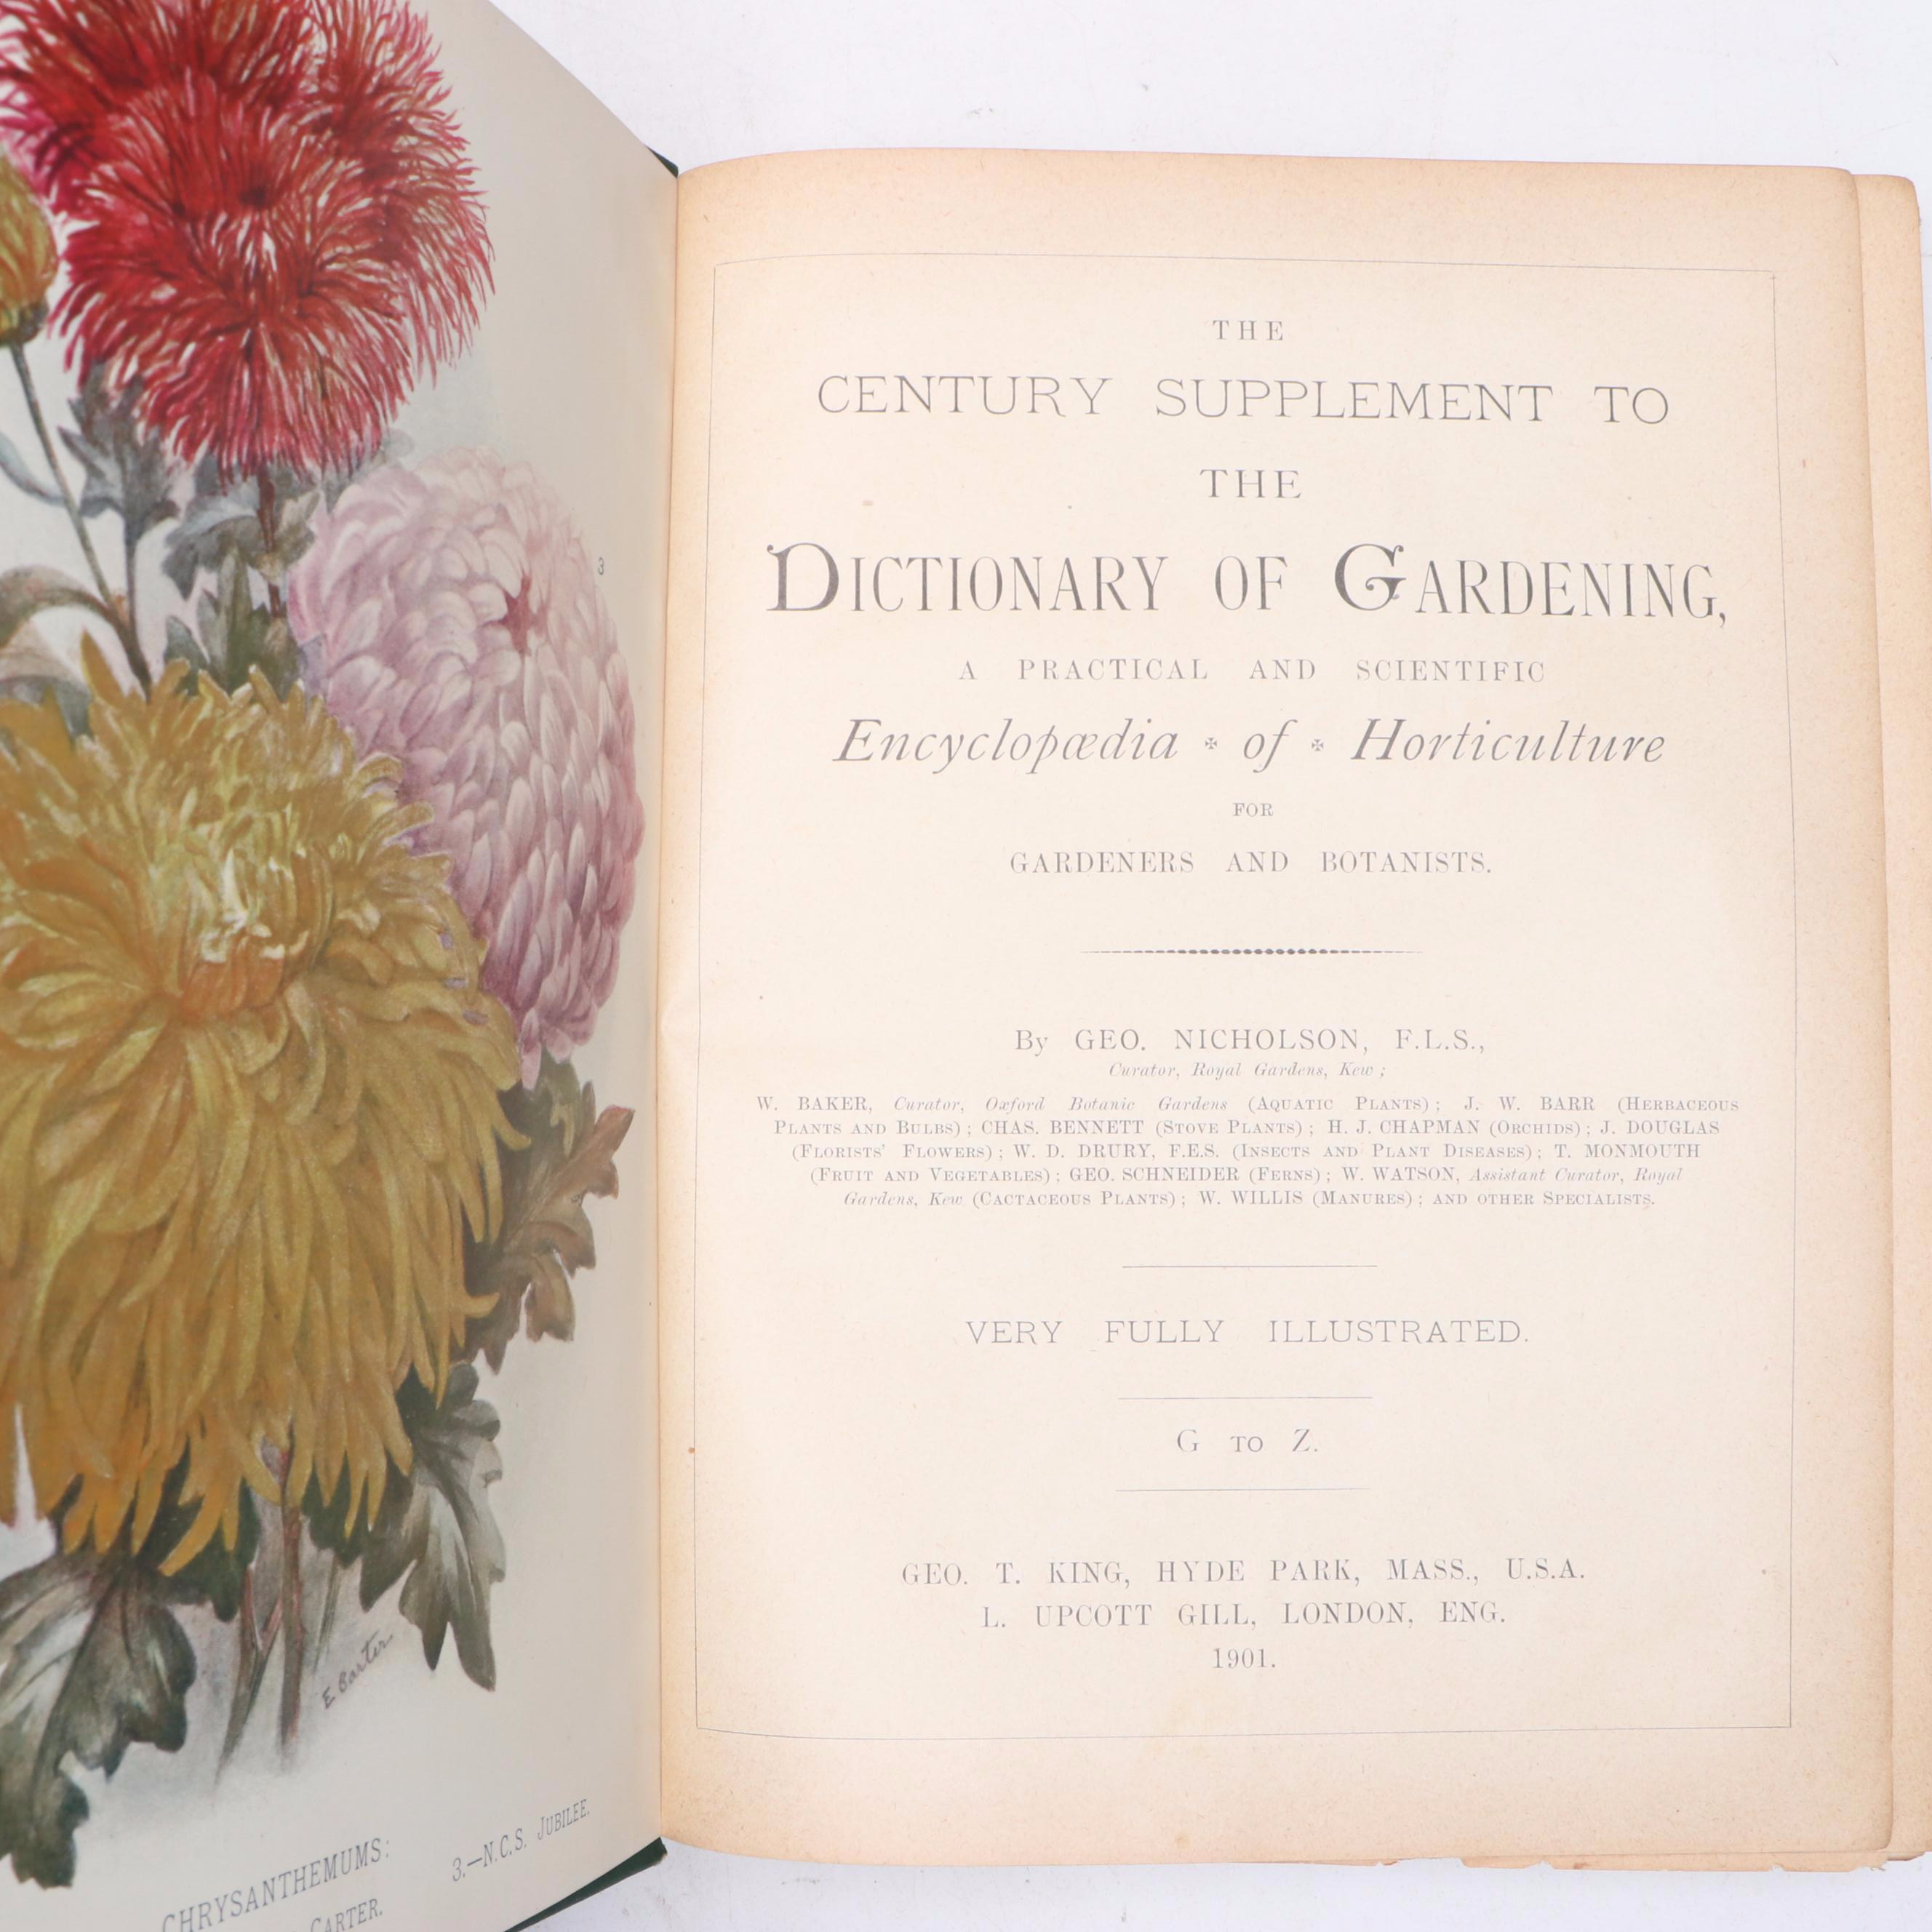 3
E. Barter
CHRYSANTHEMUMS:
CARTER.
3.—N.C.S. JUBILEE.
THE
CENTURY SUPPLEMENT TO
THE
DICTIONARY OF GARDENING,
A PRACTICAL AND SCIENTIFIC
Encyclopædia ✠ of ✠ Horticulture
FOR
GARDENERS AND BOTANISTS.
By GEO. NICHOLSON, F.L.S.,
Curator, Royal Gardens, Kew;
W. BAKER, Curator, Oxford Botanic Gardens (AQUATIC PLANTS); J. W. BARR (HERBACEOUS
PLANTS AND BULBS); CHAS. BENNETT (STOVE PLANTS); H. J. CHAPMAN (ORCHIDS); J. DOUGLAS
(FLORISTS' FLOWERS); W. D. DRURY, F.E.S. (INSECTS AND PLANT DISEASES); T. MONMOUTH
(FRUIT AND VEGETABLES); GEO. SCHNEIDER (FERNS); W. WATSON, Assistant Curator, Royal
Gardens, Kew (CACTACEOUS PLANTS); W. WILLIS (MANURES); AND OTHER SPECIALISTS.
VERY FULLY ILLUSTRATED.
G TO Z.
GEO. T. KING, HYDE PARK, MASS., U.S.A.
L. UPCOTT GILL, LONDON, ENG.
1901.